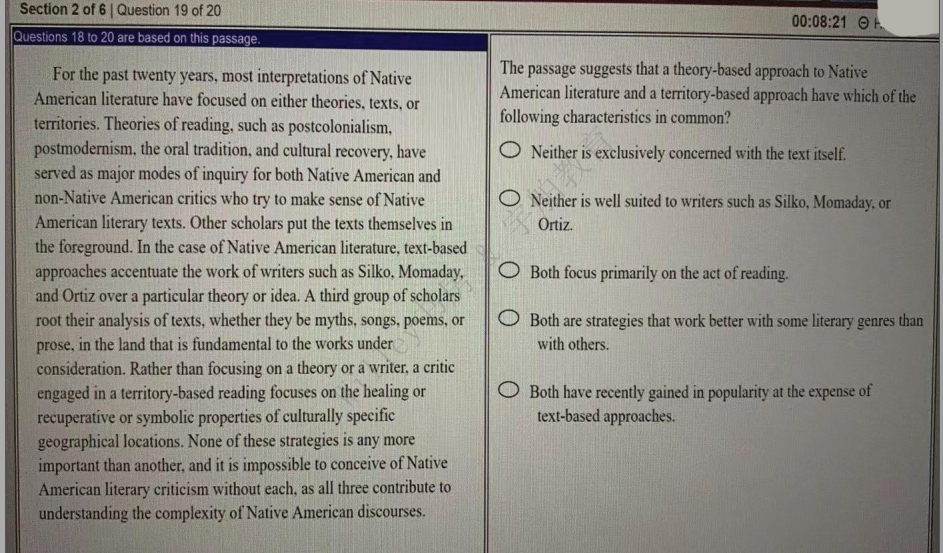 Section 2 of 6 | Question 19 of 20
00:08:21
Questions 18 to 20 are based on this passage.
For the past twenty years, most interpretations of Native
American literature have focused on either theories, texts, or
territories. Theories of reading, such as postcolonialism,
postmodernism, the oral tradition, and cultural recovery, have
served as major modes of inquiry for both Native American and
non-Native American critics who try to make sense of Native
American literary texts. Other scholars put the texts themselves in
the foreground. In the case of Native American literature, text-based
approaches accentuate the work of writers such as Silko, Momaday,
and Ortiz over a particular theory or idea. A third group of scholars
root their analysis of texts, whether they be myths, songs, poems, or
prose, in the land that is fundamental to the works under
consideration. Rather than focusing on a theory or a writer, a critic
engaged in a territory-based reading focuses on the healing or
recuperative or symbolic properties of culturally specific
geographical locations. None of these strategies is any more
important than another, and it is impossible to conceive of Native
American literary criticism without each, as all three contribute to
understanding the complexity of Native American discourses.
The passage suggests that a theory-based approach to Native
American literature and a territory-based approach have which of the
following characteristics in common?
Neither is exclusively concerned with the text itself.
Neither is well suited to writers such as Silko, Momaday, or
Ortiz.
Both focus primarily on the act of reading.
Both are strategies that work better with some literary genres than
with others.
Both have recently gained in popularity at the expense of
text-based approaches.